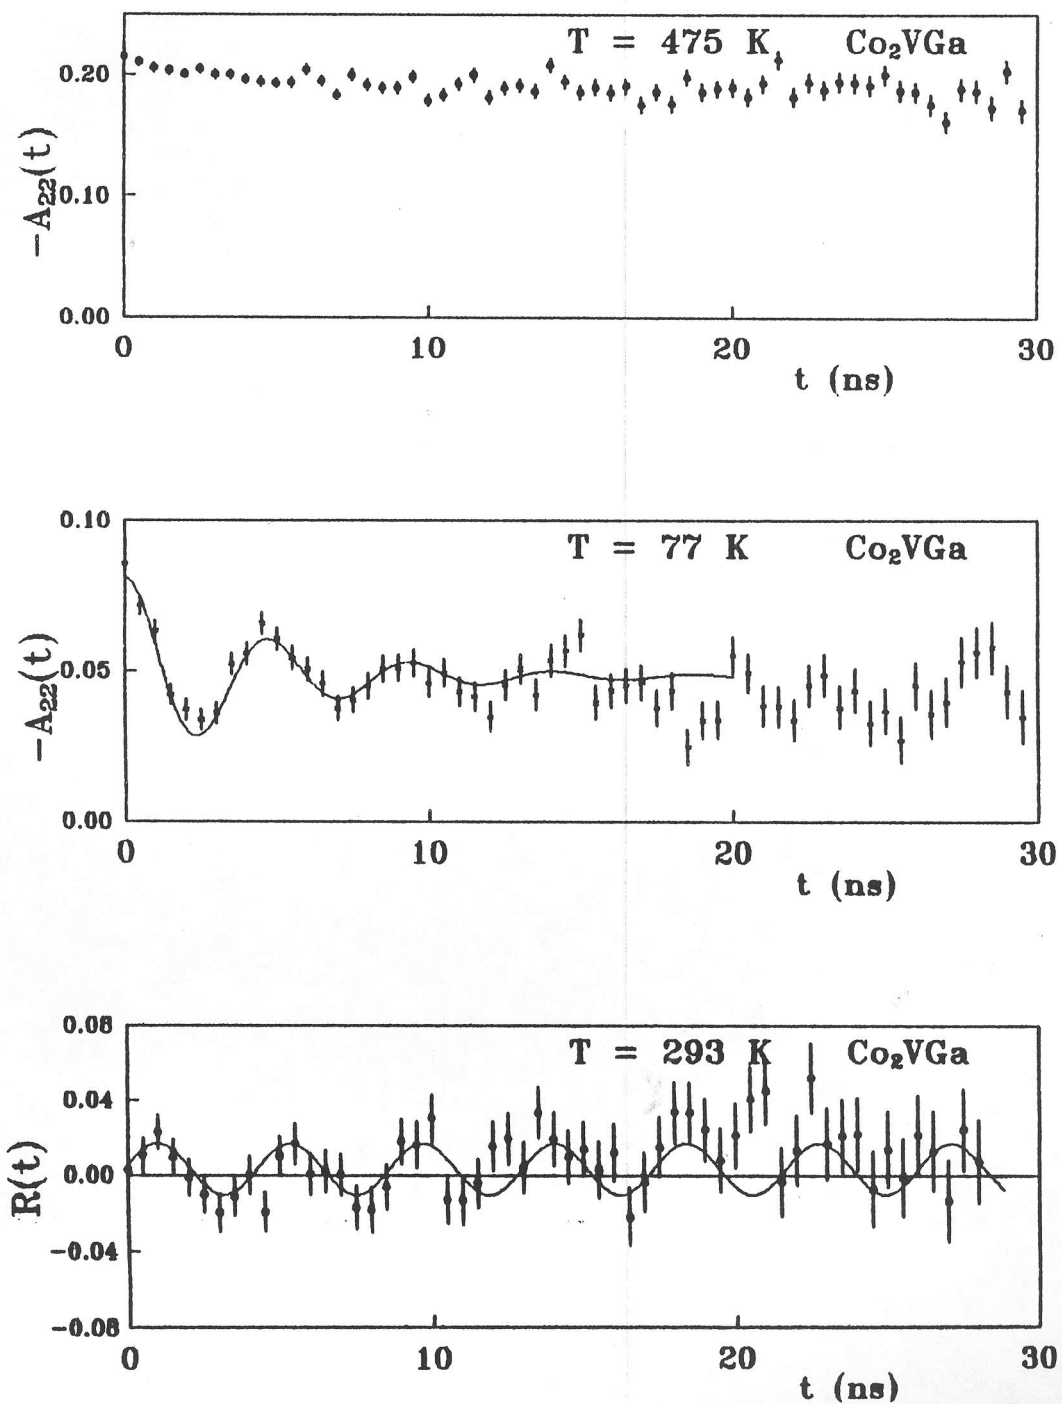 T = 475 K Co₂VGa
0.20
0.10
0.00
−A₂₂(t)
0 10 20 30
t (ns)
T = 77 K Co₂VGa
0.10
0.05
0.00
−A₂₂(t)
0 10 20 30
t (ns)
0.08
T = 293 K Co₂VGa
0.04
0.00
−0.04
−0.08
R(t)
0 10 20 30
t (ns)